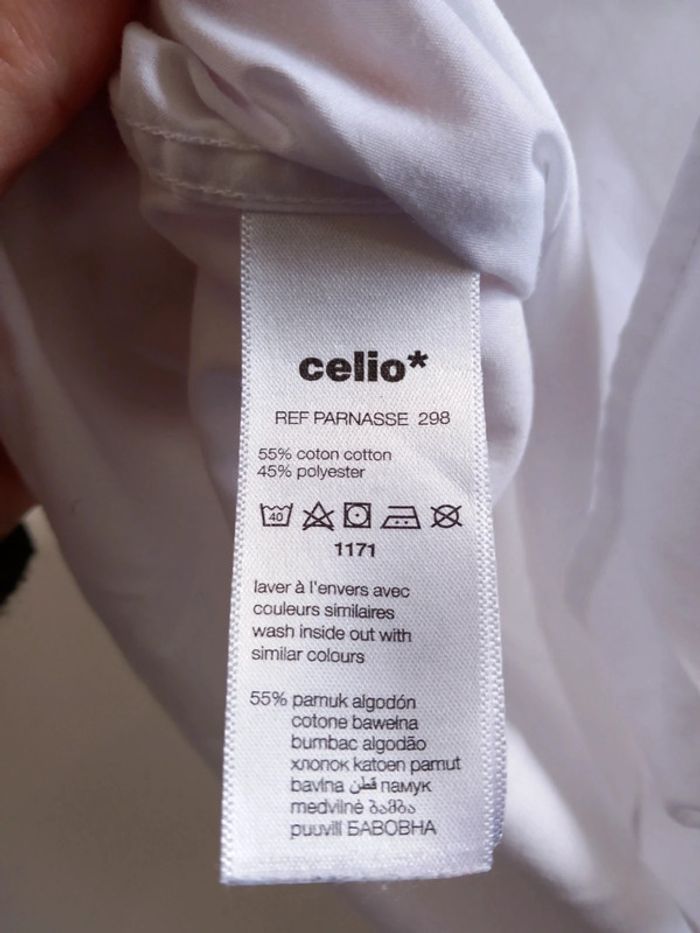 celio*
REF PARNASSE 298
55% coton cotton
45% polyester
40
1171
laver à l'envers avec
couleurs similaires
wash inside out with
similar colours
55% pamuk algodón
cotone bawełna
bumbac algodão
хлопок katoen pamut
bavlna قطن памук
medvilnė ბამბა
puuvill БАВОВНА